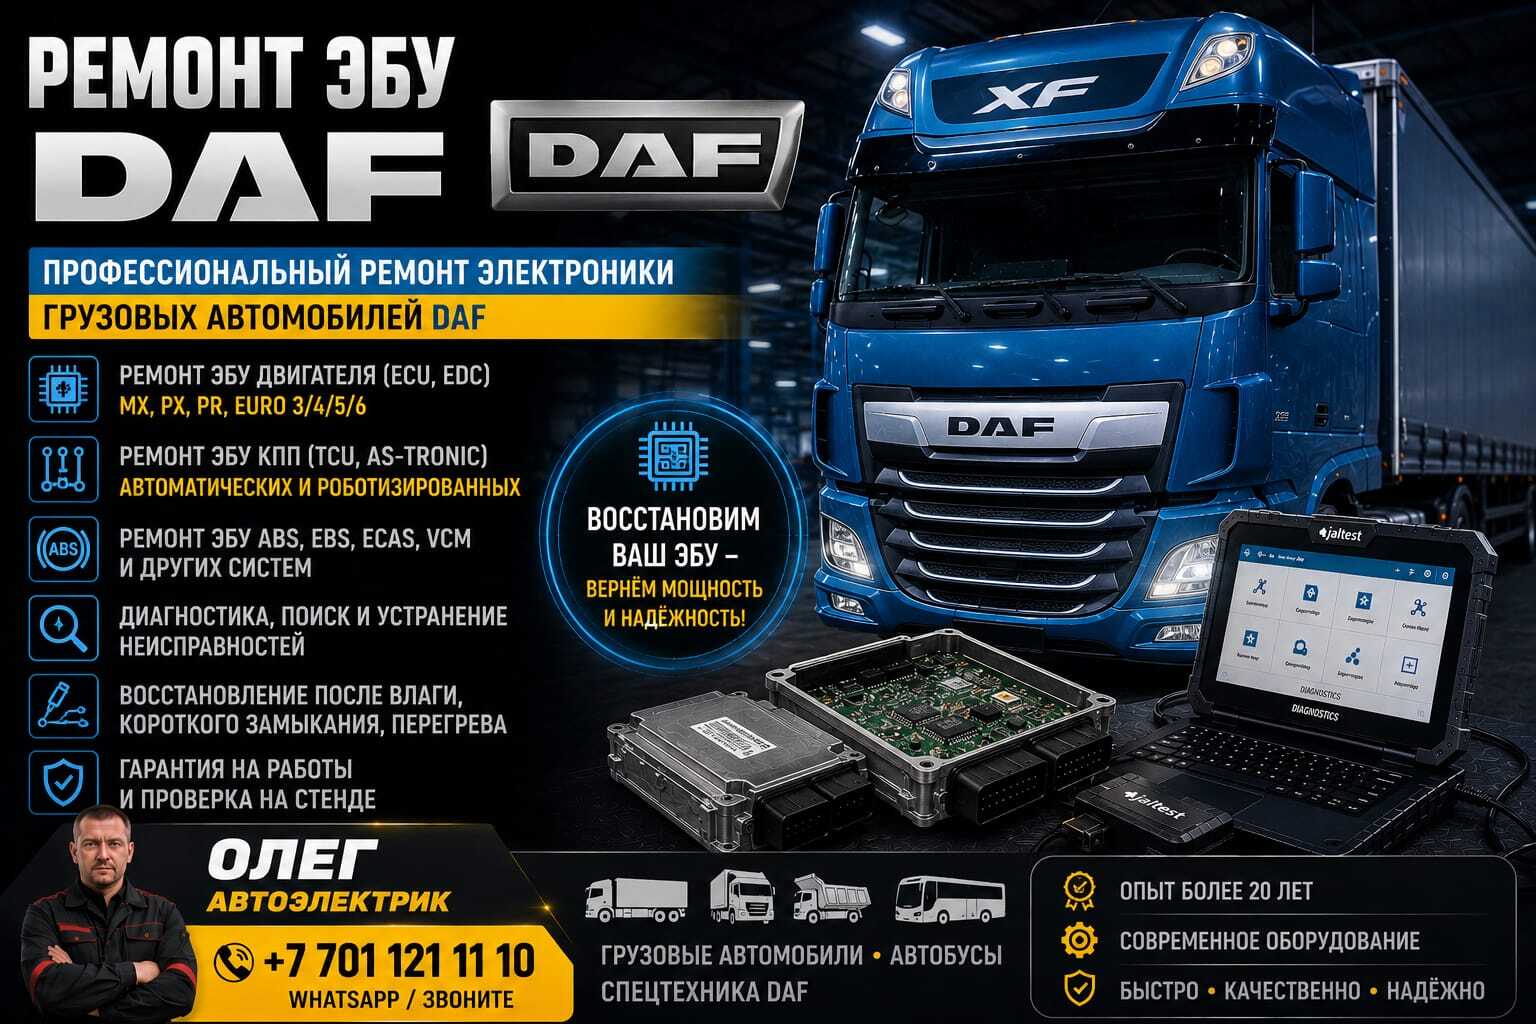 РЕМОНТ ЭБУ
DAF
DAF
ПРОФЕССИОНАЛЬНЫЙ РЕМОНТ ЭЛЕКТРОНИКИ
ГРУЗОВЫХ АВТОМОБИЛЕЙ DAF
РЕМОНТ ЭБУ ДВИГАТЕЛЯ (ECU, EDC)
MX, PX, PR, EURO 3/4/5/6
РЕМОНТ ЭБУ КПП (TCU, AS-TRONIC)
АВТОМАТИЧЕСКИХ И РОБОТИЗИРОВАННЫХ
ABS
РЕМОНТ ЭБУ ABS, EBS, ECAS, VCM
И ДРУГИХ СИСТЕМ
ДИАГНОСТИКА, ПОИСК И УСТРАНЕНИЕ
НЕИСПРАВНОСТЕЙ
ВОССТАНОВЛЕНИЕ ПОСЛЕ ВЛАГИ,
КОРОТКОГО ЗАМЫКАНИЯ, ПЕРЕГРЕВА
ГАРАНТИЯ НА РАБОТЫ
И ПРОВЕРКА НА СТЕНДЕ
ВОССТАНОВИМ
ВАШ ЭБУ –
ВЕРНЁМ МОЩНОСТЬ
И НАДЁЖНОСТЬ!
XF
DAF
jaltest
DIAGNOSTICS
DIAGNOSTICS
jaltest
ОЛЕГ
АВТОЭЛЕКТРИК
+7 701 121 11 10
WHATSAPP / ЗВОНИТЕ
ГРУЗОВЫЕ АВТОМОБИЛИ • АВТОБУСЫ
СПЕЦТЕХНИКА DAF
ОПЫТ БОЛЕЕ 20 ЛЕТ
СОВРЕМЕННОЕ ОБОРУДОВАНИЕ
БЫСТРО • КАЧЕСТВЕННО • НАДЁЖНО